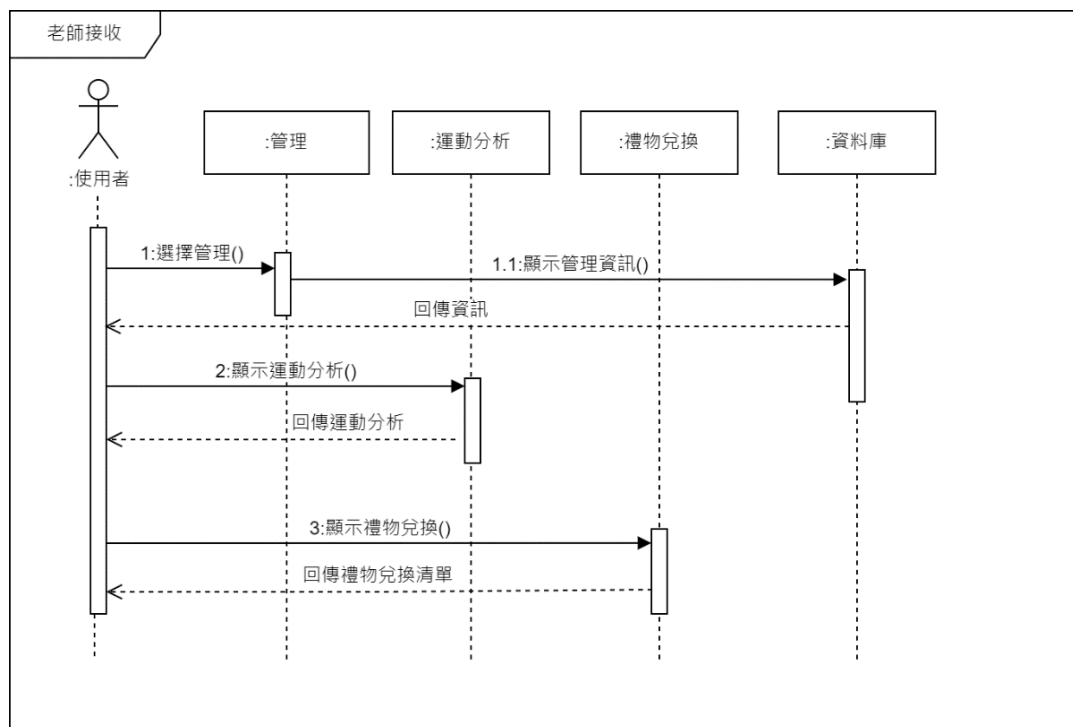 老師接收
:使用者
:管理
:運動分析
:禮物兌換
:資料庫
1:選擇管理()
1.1:顯示管理資訊()
回傳資訊
2:顯示運動分析()
回傳運動分析
3:顯示禮物兌換()
回傳禮物兌換清單